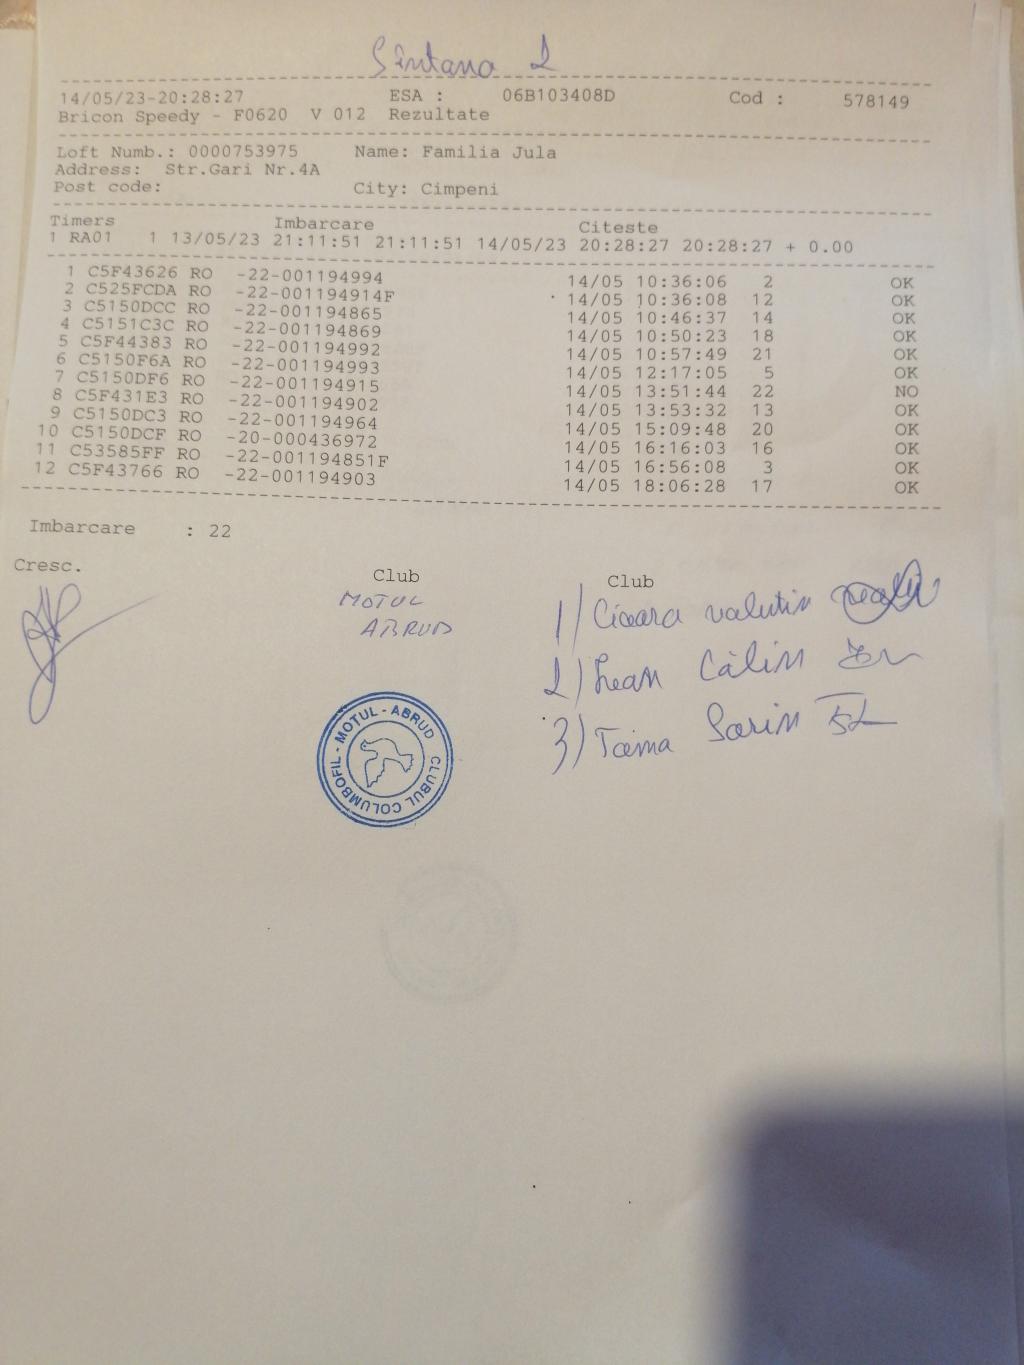 Sintana 2
14/05/23-20:28:27 ESA : 06B103408D Cod : 578149
Bricon Speedy - F0620 V 012 Rezultate
Loft Numb.: 0000753975 Name: Familia Jula
Address: Str.Gari Nr.4A
Post code: City: Cimpeni
Timers Imbarcare Citeste
1 RA01 1 13/05/23 21:11:51 21:11:51 14/05/23 20:28:27 20:28:27 + 0.00
1 C5F43626 RO -22-001194994 14/05 10:36:06 2 OK
2 C525FCDA RO -22-001194914F 14/05 10:36:08 12 OK
3 C5150DCC RO -22-001194865 14/05 10:46:37 14 OK
4 C5151C3C RO -22-001194869 14/05 10:50:23 18 OK
5 C5F44383 RO -22-001194992 14/05 10:57:49 21 OK
6 C5150F6A RO -22-001194993 14/05 12:17:05 5 OK
7 C5150DF6 RO -22-001194915 14/05 13:51:44 22 NO
8 C5F431E3 RO -22-001194902 14/05 13:53:32 13 OK
9 C5150DC3 RO -22-001194964 14/05 15:09:48 20 OK
10 C5150DCF RO -20-000436972 14/05 16:16:03 16 OK
11 C53585FF RO -22-001194851F 14/05 16:56:08 3 OK
12 C5F43766 RO -22-001194903 14/05 18:06:28 17 OK
Imbarcare : 22
Cresc. Club Club
MOTUL
ABRUD
1) valutin
2) Călin
3) Sorin
CLUBUL COLUMBOFIL - MOTUL - ABRUD